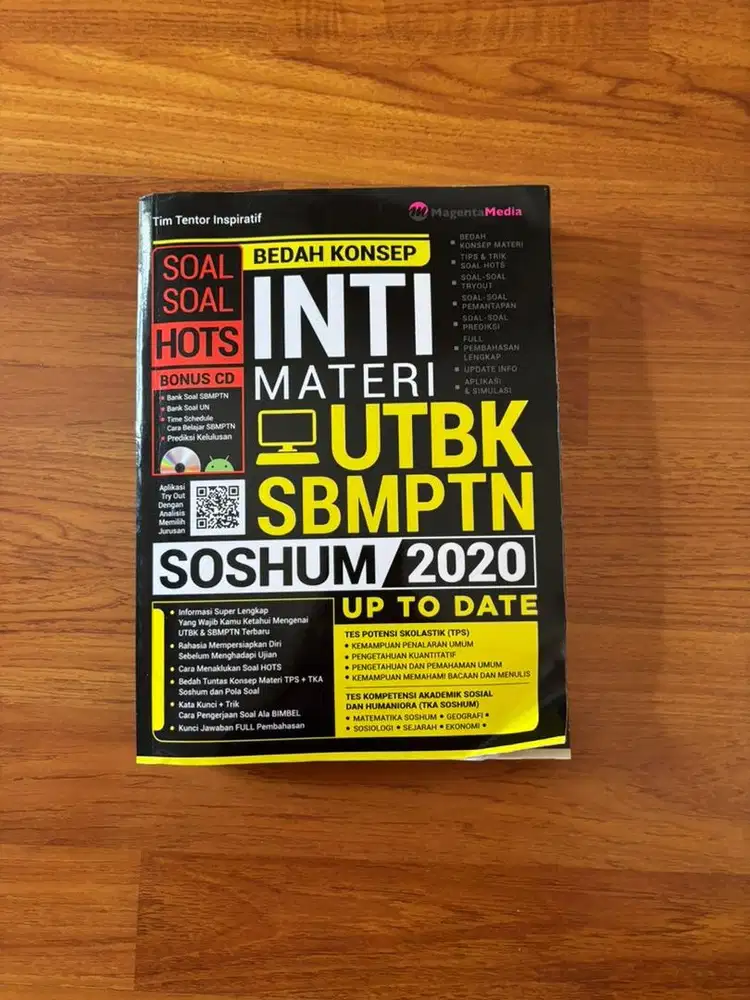 Tim Tentor Inspiratif
MagentaMedia
SOAL
SOAL
HOTS
BONUS CD
• Bank Soal SBMPTN
• Bank Soal UN
• Time Schedule
Cara Belajar SBMPTN
• Prediksi Kelulusan
Aplikasi
Try Out
Dengan
Analisis
Memilih
Jurusan
BEDAH KONSEP
INTI
MATERI
UTBK
SBMPTN
SOSHUM/2020
UP TO DATE
BEDAH
KONSEP MATERI
TIPS & TRIK
SOAL HOTS
SOAL-SOAL
TRYOUT
SOAL-SOAL
PEMANTAPAN
SOAL-SOAL
PREDIKSI
FULL
PEMBAHASAN
LENGKAP
UPDATE INFO
APLIKASI
& SIMULASI
• Informasi Super Lengkap
Yang Wajib Kamu Ketahui Mengenai
UTBK & SBMPTN Terbaru
• Rahasia Mempersiapkan Diri
Sebelum Menghadapi Ujian
• Cara Menaklukan Soal HOTS
• Bedah Tuntas Konsep Materi TPS + TKA
Soshum dan Pola Soal
• Kata Kunci + Trik
Cara Pengerjaan Soal Ala BIMBEL
• Kunci Jawaban FULL Pembahasan
TES POTENSI SKOLASTIK (TPS)
• KEMAMPUAN PENALARAN UMUM
• PENGETAHUAN KUANTITATIF
• PENGETAHUAN DAN PEMAHAMAN UMUM
• KEMAMPUAN MEMAHAMI BACAAN DAN MENULIS
TES KOMPETENSI AKADEMIK SOSIAL
DAN HUMANIORA (TKA SOSHUM)
• MATEMATIKA SOSHUM • GEOGRAFI •
• SOSIOLOGI • SEJARAH • EKONOMI •